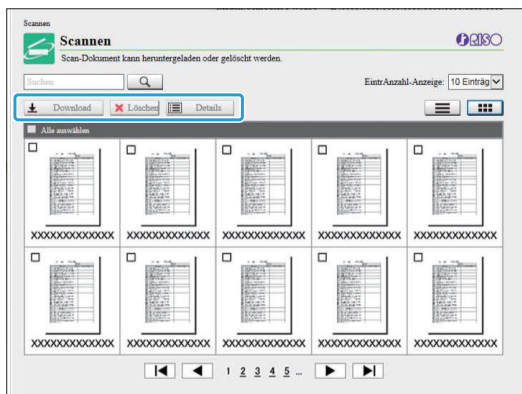 Scannen
Scannen
RISO
Scan-Dokument kann heruntergeladen oder gelöscht werden.
Suchen
EintrAnzahl-Anzeige: 10 Einträg
Download Löschen Details
Alle auswählen
XXXXXXXXXXXXX XXXXXXXXXXXXX XXXXXXXXXXXXX XXXXXXXXXXXXX XXXXXXXXXXXXX
XXXXXXXXXXXXX XXXXXXXXXXXXX XXXXXXXXXXXXX XXXXXXXXXXXXX XXXXXXXXXXXXX
1 2 3 4 5 ...